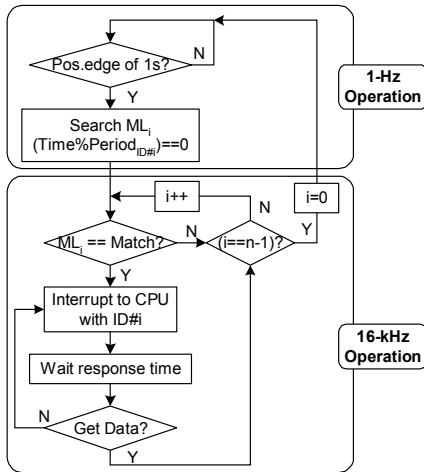 Pos.edge of 1s?
N
Y
1-Hz
Operation
Search MLi
(Time%PeriodID#i)==0
i++
i=0
N
MLi == Match?
N
(i==n-1)?
Y
Y
Interrupt to CPU
with ID#i
16-kHz
Operation
Wait response time
N
Get Data?
Y